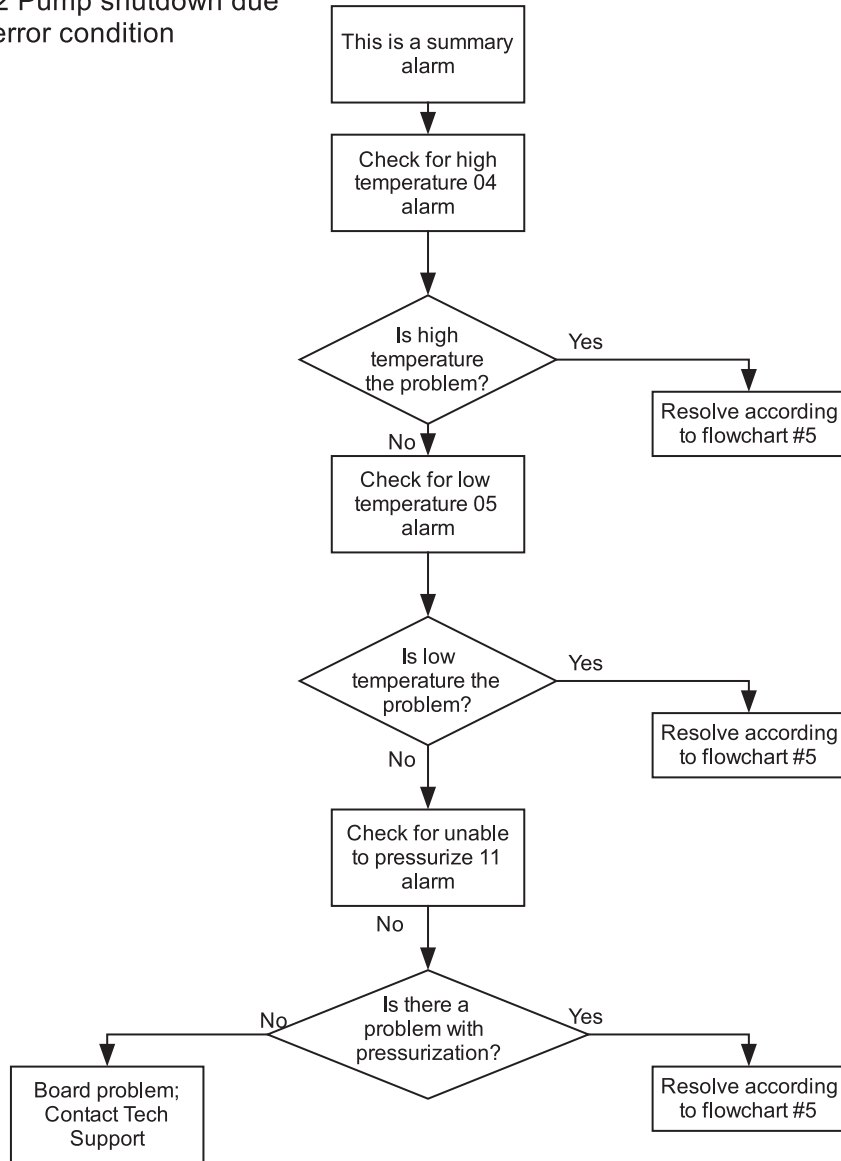 2 Pump shutdown due
error condition
This is a summary
alarm
Check for high
temperature 04
alarm
Is high
temperature
the problem?
Yes
Resolve according
to flowchart #5
No
Check for low
temperature 05
alarm
Is low
temperature the
problem?
Yes
Resolve according
to flowchart #5
No
Check for unable
to pressurize 11
alarm
No
Is there a
problem with
pressurization?
No
Yes
Board problem;
Contact Tech
Support
Resolve according
to flowchart #5